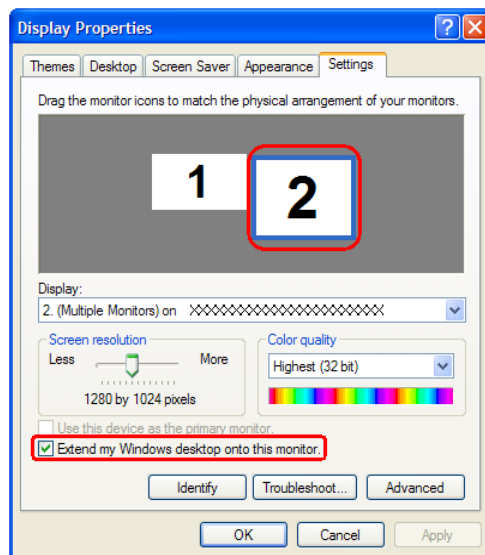 Display Properties
Themes Desktop Screen Saver Appearance Settings
Drag the monitor icons to match the physical arrangement of your monitors.
1 2
Display:
2. (Multiple Monitors) on XXXXXXXXXXXXXXXXXXXXXXXX
Screen resolution Color quality
Less More Highest (32 bit)
1280 by 1024 pixels
Use this device as the primary monitor.
Extend my Windows desktop onto this monitor.
Identify Troubleshoot... Advanced
OK Cancel Apply